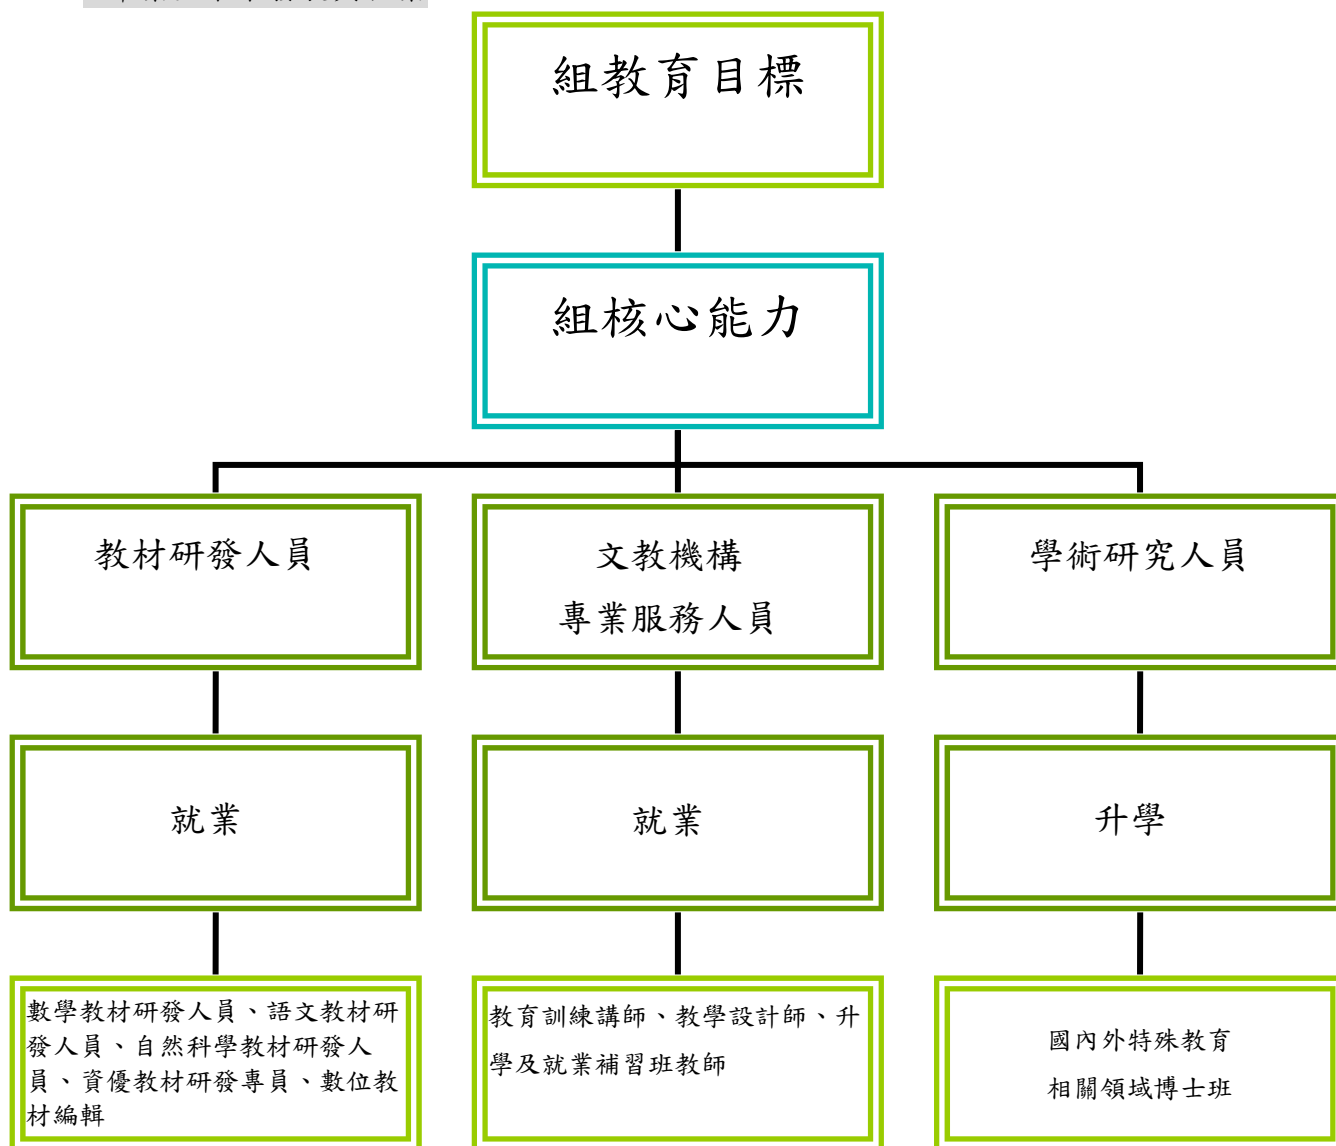 組教育目標
組核心能力
教材研發人員
文教機構
專業服務人員
學術研究人員
就業
就業
升學
數學教材研發人員、語文教材研
發人員、自然科學教材研發人
員、資優教材研發專員、數位教
材編輯
教育訓練講師、教學設計師、升
學及就業補習班教師
國內外特殊教育
相關領域博士班